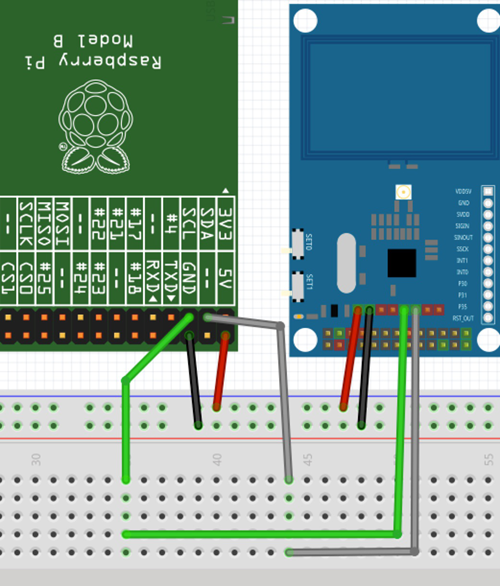 Raspberry Pi
Model B
®
--
SCLK
MISO
MOSI
--
#22
#21
#17
--
#4
SCL
SDA
3V3
CS1
CS0
#25
--
#24
#23
--
#18
RXD
TXD
GND
--
5V
SET0
SET1
VDD5V
GND
SVDD
SIGIN
SINOUT
SSCK
INT1
INT0
P30
P31
P35
RST_OUT
30
40
45
55